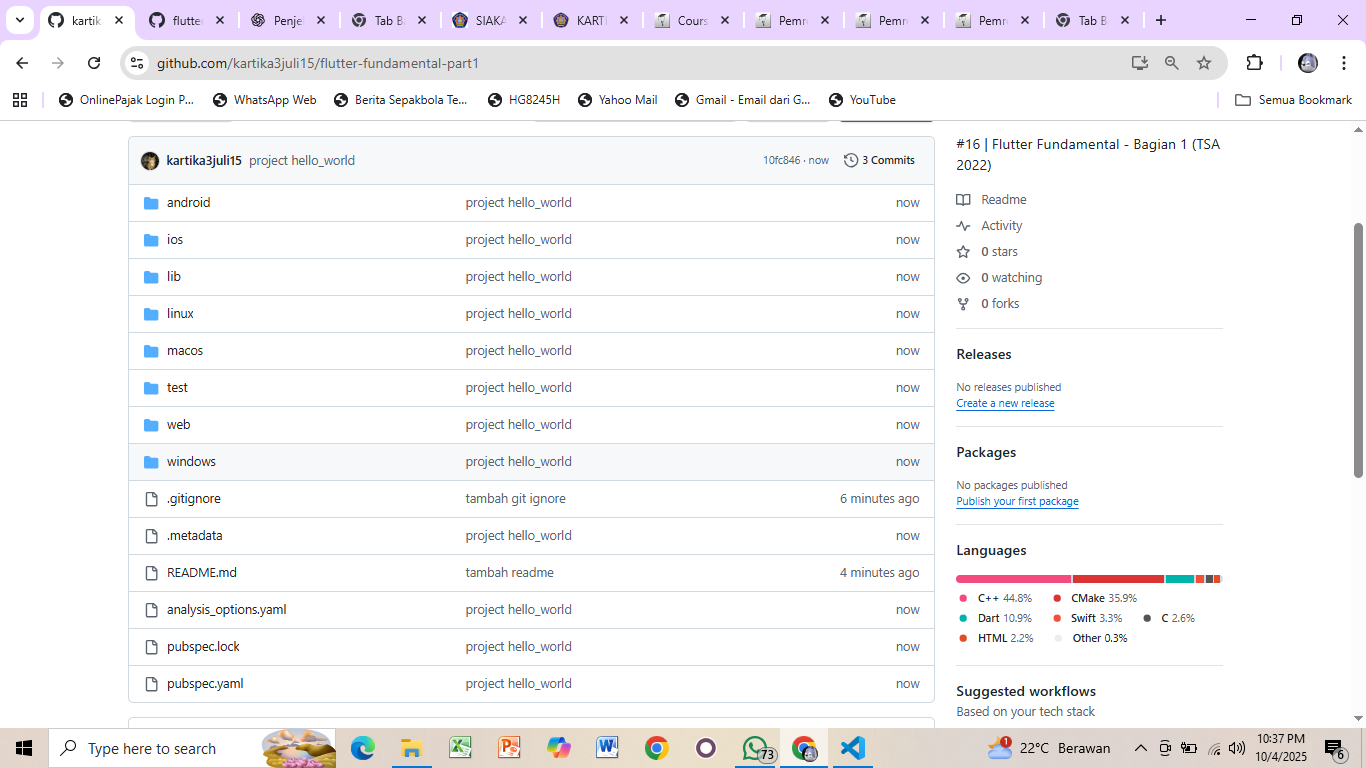 kartik
flutter
Penjel
Tab B
SIAKA
KARTI
Cours
Pemr
Pemr
Pemr
Tab B
github.com/kartika3juli15/flutter-fundamental-part1
OnlinePajak Login P...
WhatsApp Web
Berita Sepakbola Te...
HG8245H
Yahoo Mail
Gmail - Email dari G...
YouTube
Semua Bookmark
kartika3juli15 project hello_world 10fc846 · now 3 Commits
android project hello_world now
ios project hello_world now
lib project hello_world now
linux project hello_world now
macos project hello_world now
test project hello_world now
web project hello_world now
windows project hello_world now
.gitignore tambah git ignore 6 minutes ago
.metadata project hello_world now
README.md tambah readme 4 minutes ago
analysis_options.yaml project hello_world now
pubspec.lock project hello_world now
pubspec.yaml project hello_world now
#16 | Flutter Fundamental - Bagian 1 (TSA
2022)
Readme
Activity
0 stars
0 watching
0 forks
Releases
No releases published
Create a new release
Packages
No packages published
Publish your first package
Languages
C++ 44.8% CMake 35.9%
Dart 10.9% Swift 3.3% C 2.6%
HTML 2.2% Other 0.3%
Suggested workflows
Based on your tech stack
Type here to search
73
1
22°C Berawan
10:37 PM
10/4/2025
6